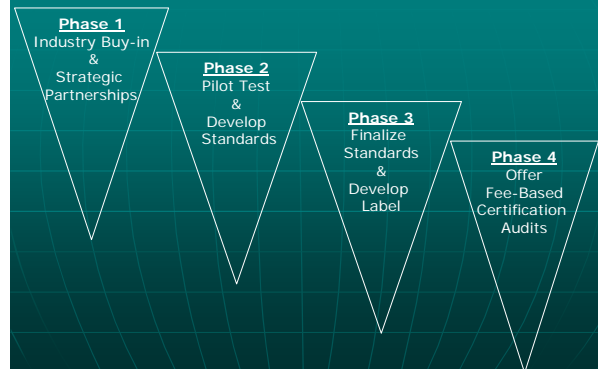 Phase 1
Industry Buy-in
&
Strategic
Partnerships
Phase 2
Pilot Test
&
Develop
Standards
Phase 3
Finalize
Standards
&
Develop
Label
Phase 4
Offer
Fee-Based
Certification
Audits